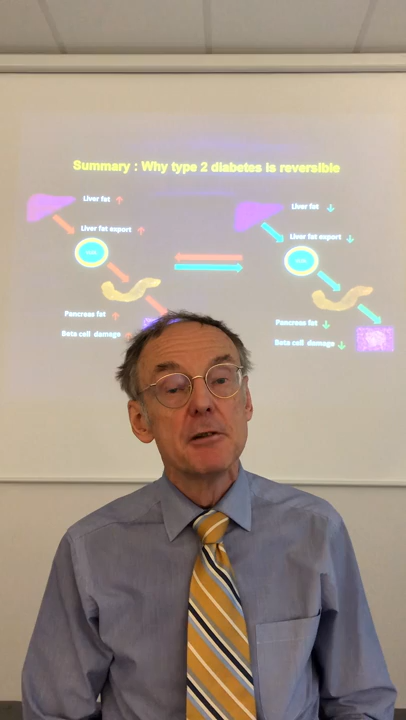 Summary : Why type 2 diabetes is reversible
Liver fat ↑
Liver fat export ↑
Pancreas fat ↑
Beta cell damage ↑
Liver fat ↓
Liver fat export ↓
Pancreas fat ↓
Beta cell damage ↓